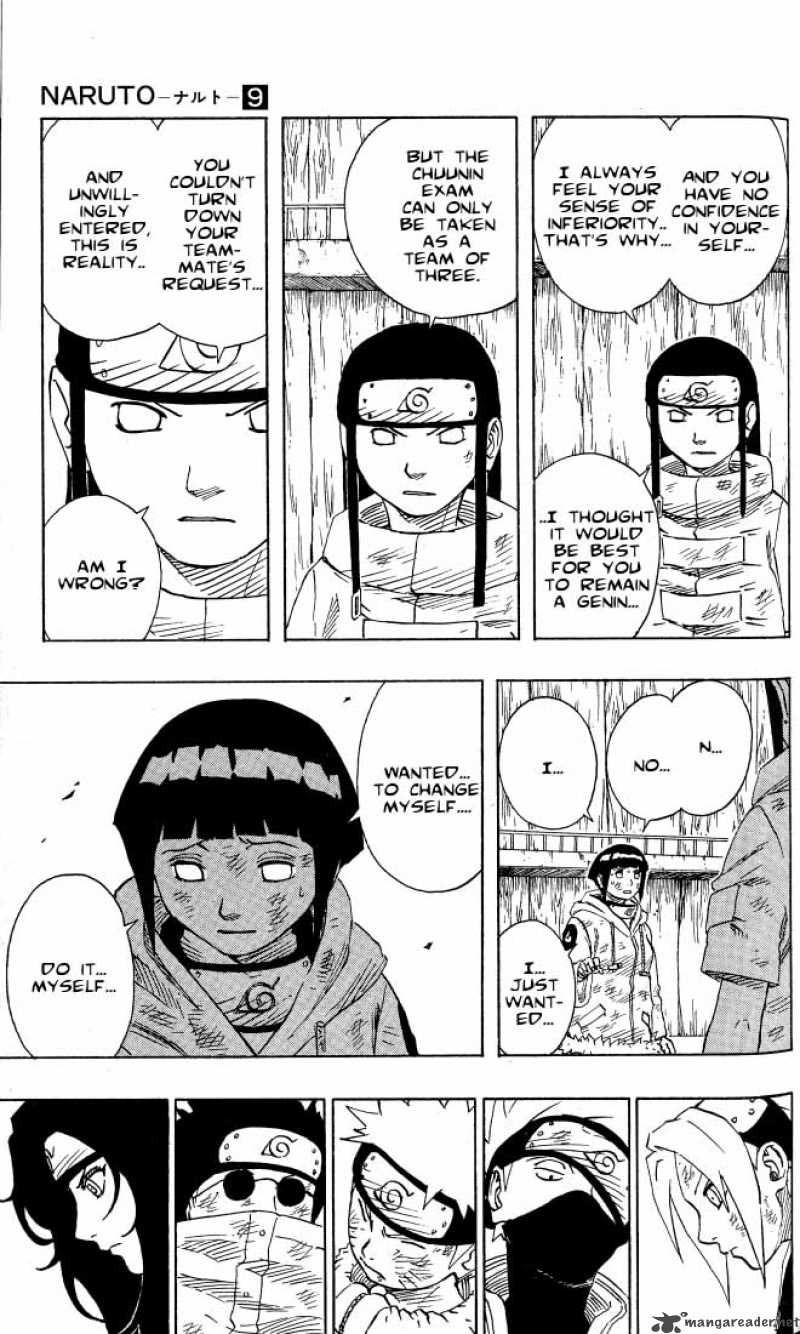 NARUTO—ナルト—9
AND YOU
HAVE NO
CONFIDENCE
IN YOUR-
SELF...
I ALWAYS
FEEL YOUR
SENSE OF
INFERIORITY..
THAT'S WHY...
..I THOUGHT
IT WOULD
BE BEST
FOR YOU
TO REMAIN
A GENIN...
BUT THE
CHUUNIN
EXAM
CAN ONLY
BE TAKEN
AS A
TEAM OF
THREE.
YOU
COULDN'T
TURN
DOWN
YOUR
TEAM-
MATE'S
REQUEST...
AND
UNWILL-
INGLY
ENTERED,
THIS IS
REALITY..
AM I
WRONG?
N...
NO...
I...
I...
JUST
WANT-
ED...
WANTED...
TO CHANGE
MYSELF....
DO IT...
MYSELF...
mangareader.net